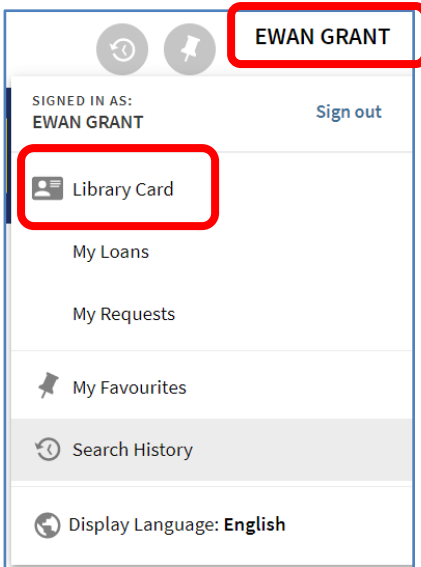 EWAN GRANT
SIGNED IN AS:
EWAN GRANT
Sign out
Library Card
My Loans
My Requests
My Favourites
Search History
Display Language: English